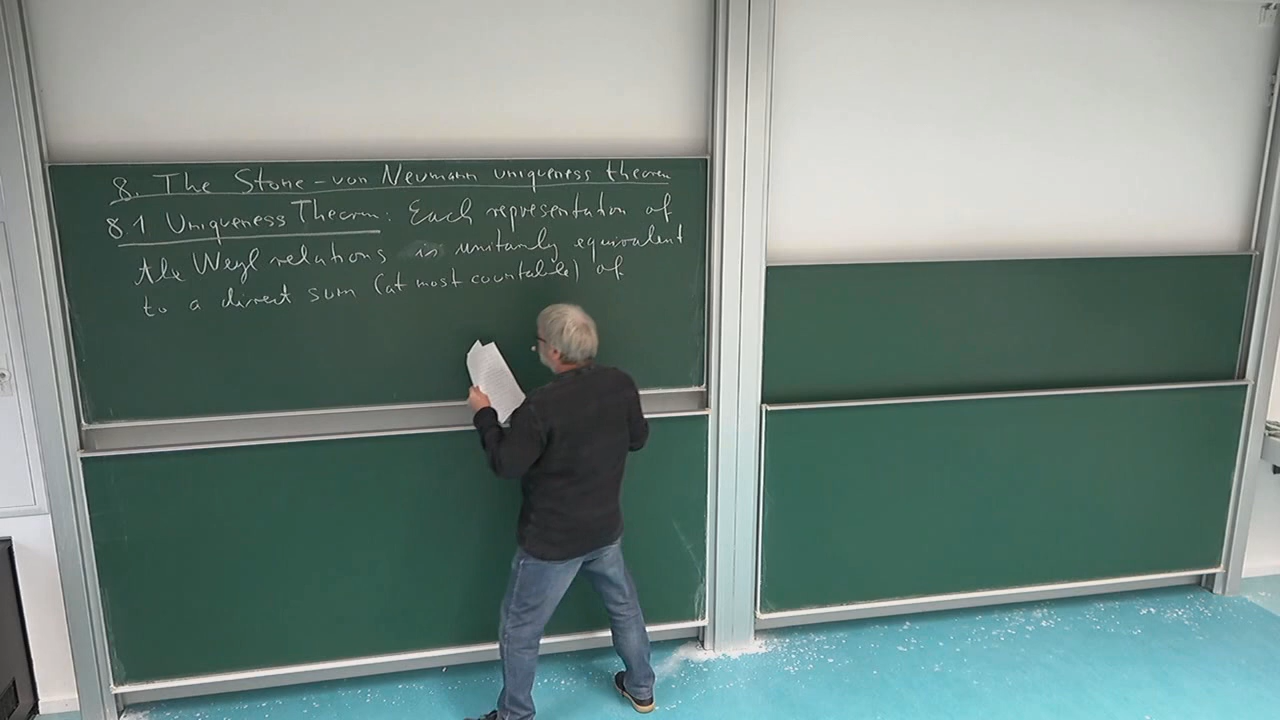 8. The Stone-von Neumann uniqueness theorem
8.1 Uniqueness Theorem: Each representation of
the Weyl relations is unitarily equivalent
to a direct sum (at most countable) of